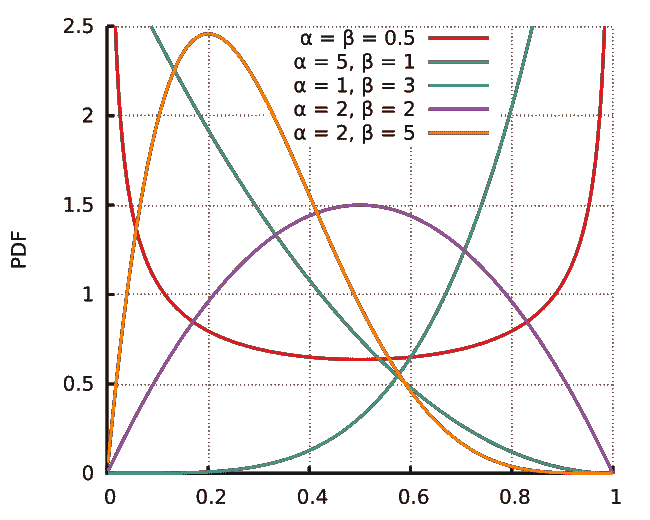 2.5
2
1.5
1
0.5
0
PDF
α = β = 0.5
α = 5, β = 1
α = 1, β = 3
α = 2, β = 2
α = 2, β = 5
0 0.2 0.4 0.6 0.8 1